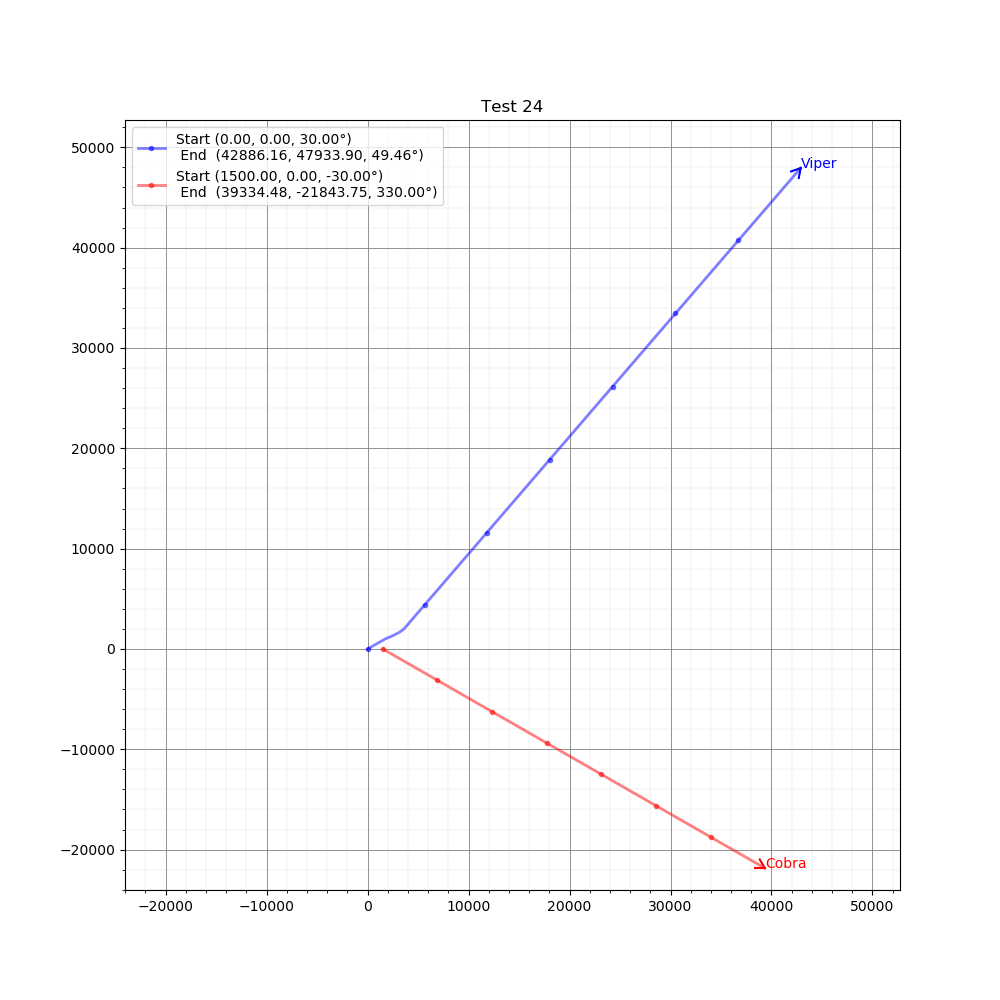 Test 24
Start (0.00, 0.00, 30.00°)
End (42886.16, 47933.90, 49.46°)
Start (1500.00, 0.00, -30.00°)
End (39334.48, -21843.75, 330.00°)
Viper
Cobra
50000
40000
30000
20000
10000
0
−10000
−20000
−20000 −10000 0 10000 20000 30000 40000 50000